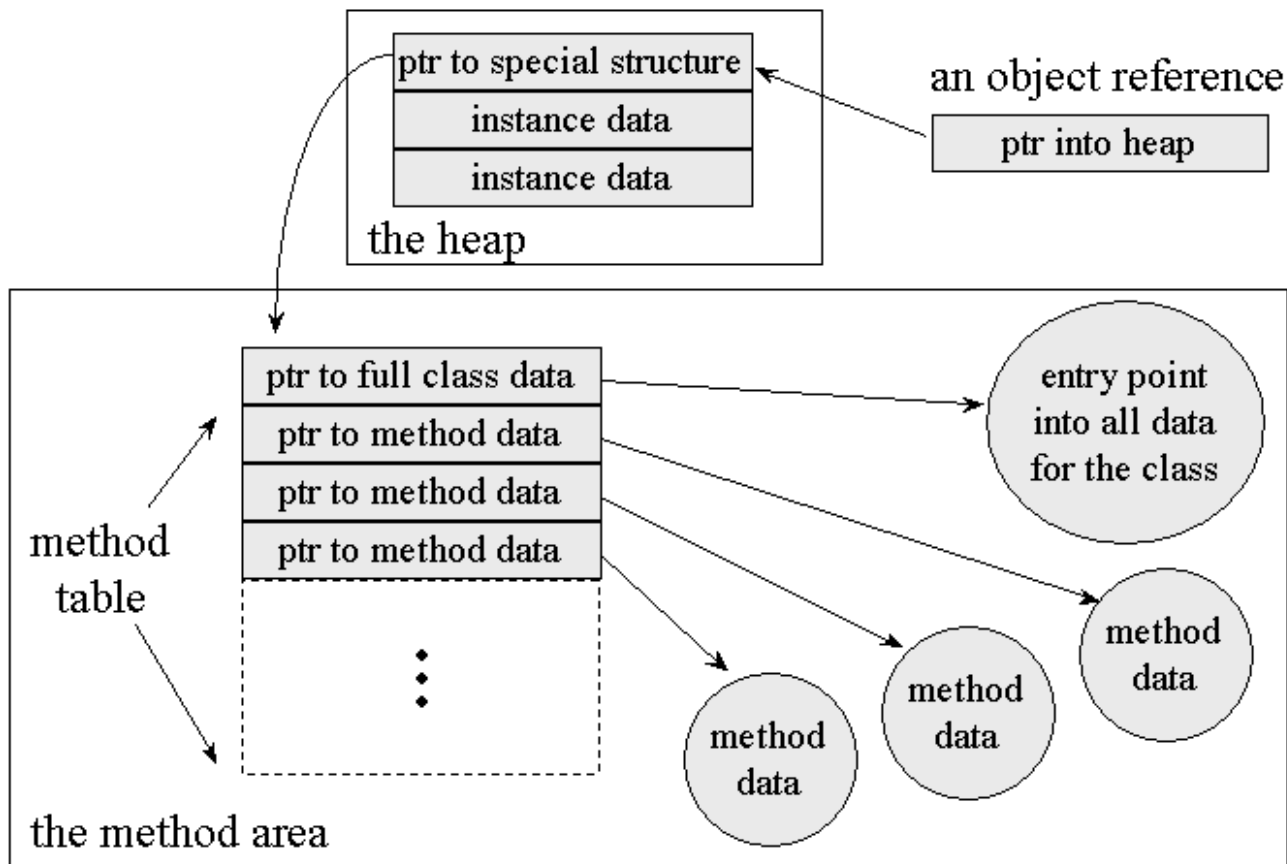 ptr to special structure
instance data
instance data
the heap
an object reference
ptr into heap
ptr to full class data
ptr to method data
ptr to method data
ptr to method data
method
table
entry point
into all data
for the class
method
data
method
data
method
data
the method area